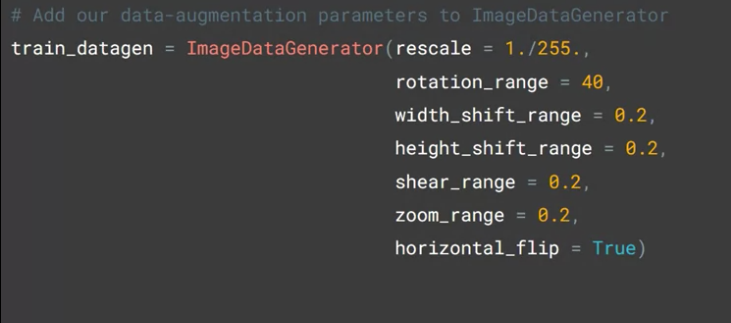 # Add our data-augmentation parameters to ImageDataGenerator
train_datagen = ImageDataGenerator(rescale = 1./255.,
rotation_range = 40,
width_shift_range = 0.2,
height_shift_range = 0.2,
shear_range = 0.2,
zoom_range = 0.2,
horizontal_flip = True)